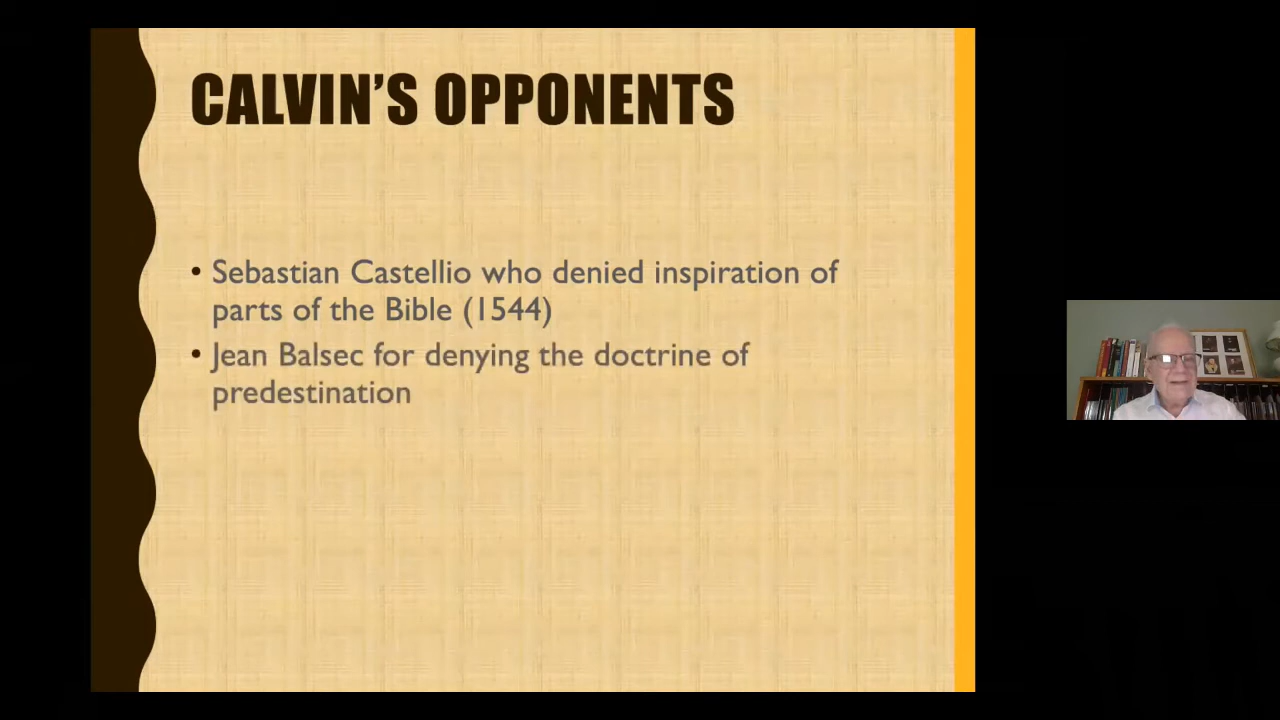 CALVIN'S OPPONENTS
• Sebastian Castellio who denied inspiration of
parts of the Bible (1544)
• Jean Balsec for denying the doctrine of
predestination